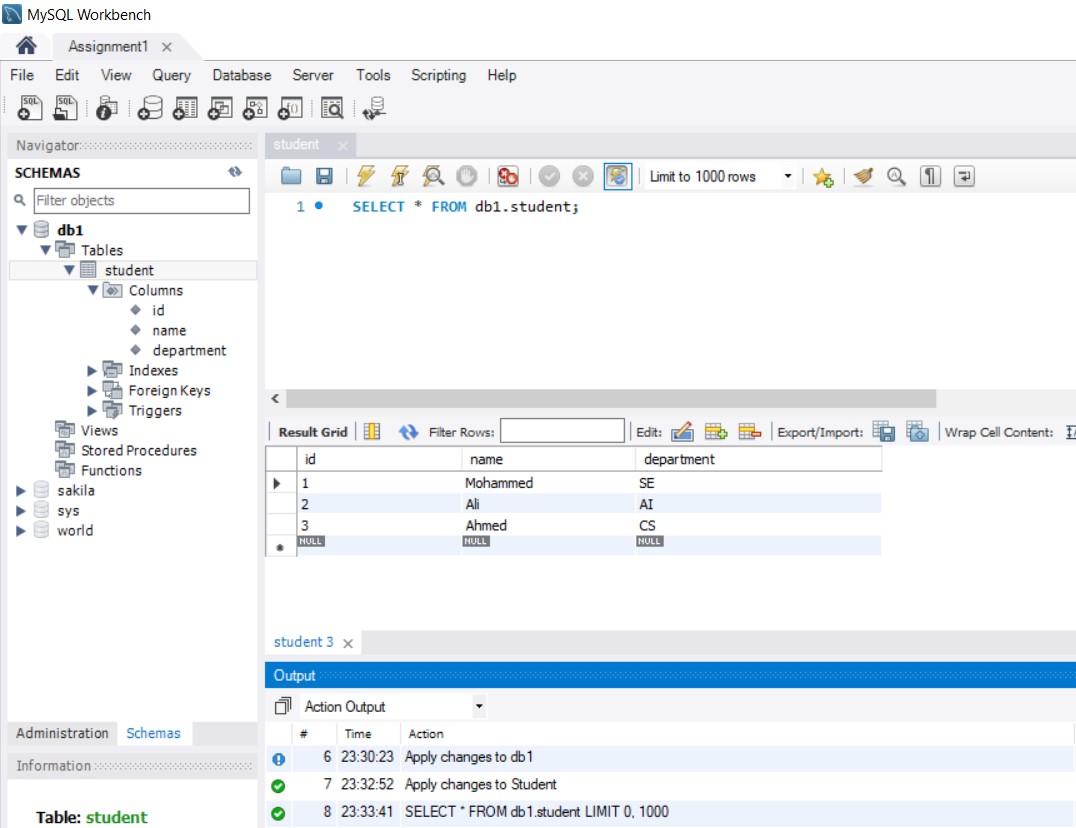 MySQL Workbench
Assignment1
File Edit View Query Database Server Tools Scripting Help
Navigator
SCHEMAS
Filter objects
db1
Tables
student
Columns
id
name
department
Indexes
Foreign Keys
Triggers
Views
Stored Procedures
Functions
sakila
sys
world
Administration Schemas
Information
Table: student
student
Limit to 1000 rows
1 SELECT * FROM db1.student;
Result Grid Filter Rows: Edit: Export/Import: Wrap Cell Content:
id name department
1 Mohammed SE
2 Ali AI
3 Ahmed CS
NULL NULL NULL
student 3
Output
Action Output
# Time Action
6 23:30:23 Apply changes to db1
7 23:32:52 Apply changes to Student
8 23:33:41 SELECT * FROM db1.student LIMIT 0, 1000